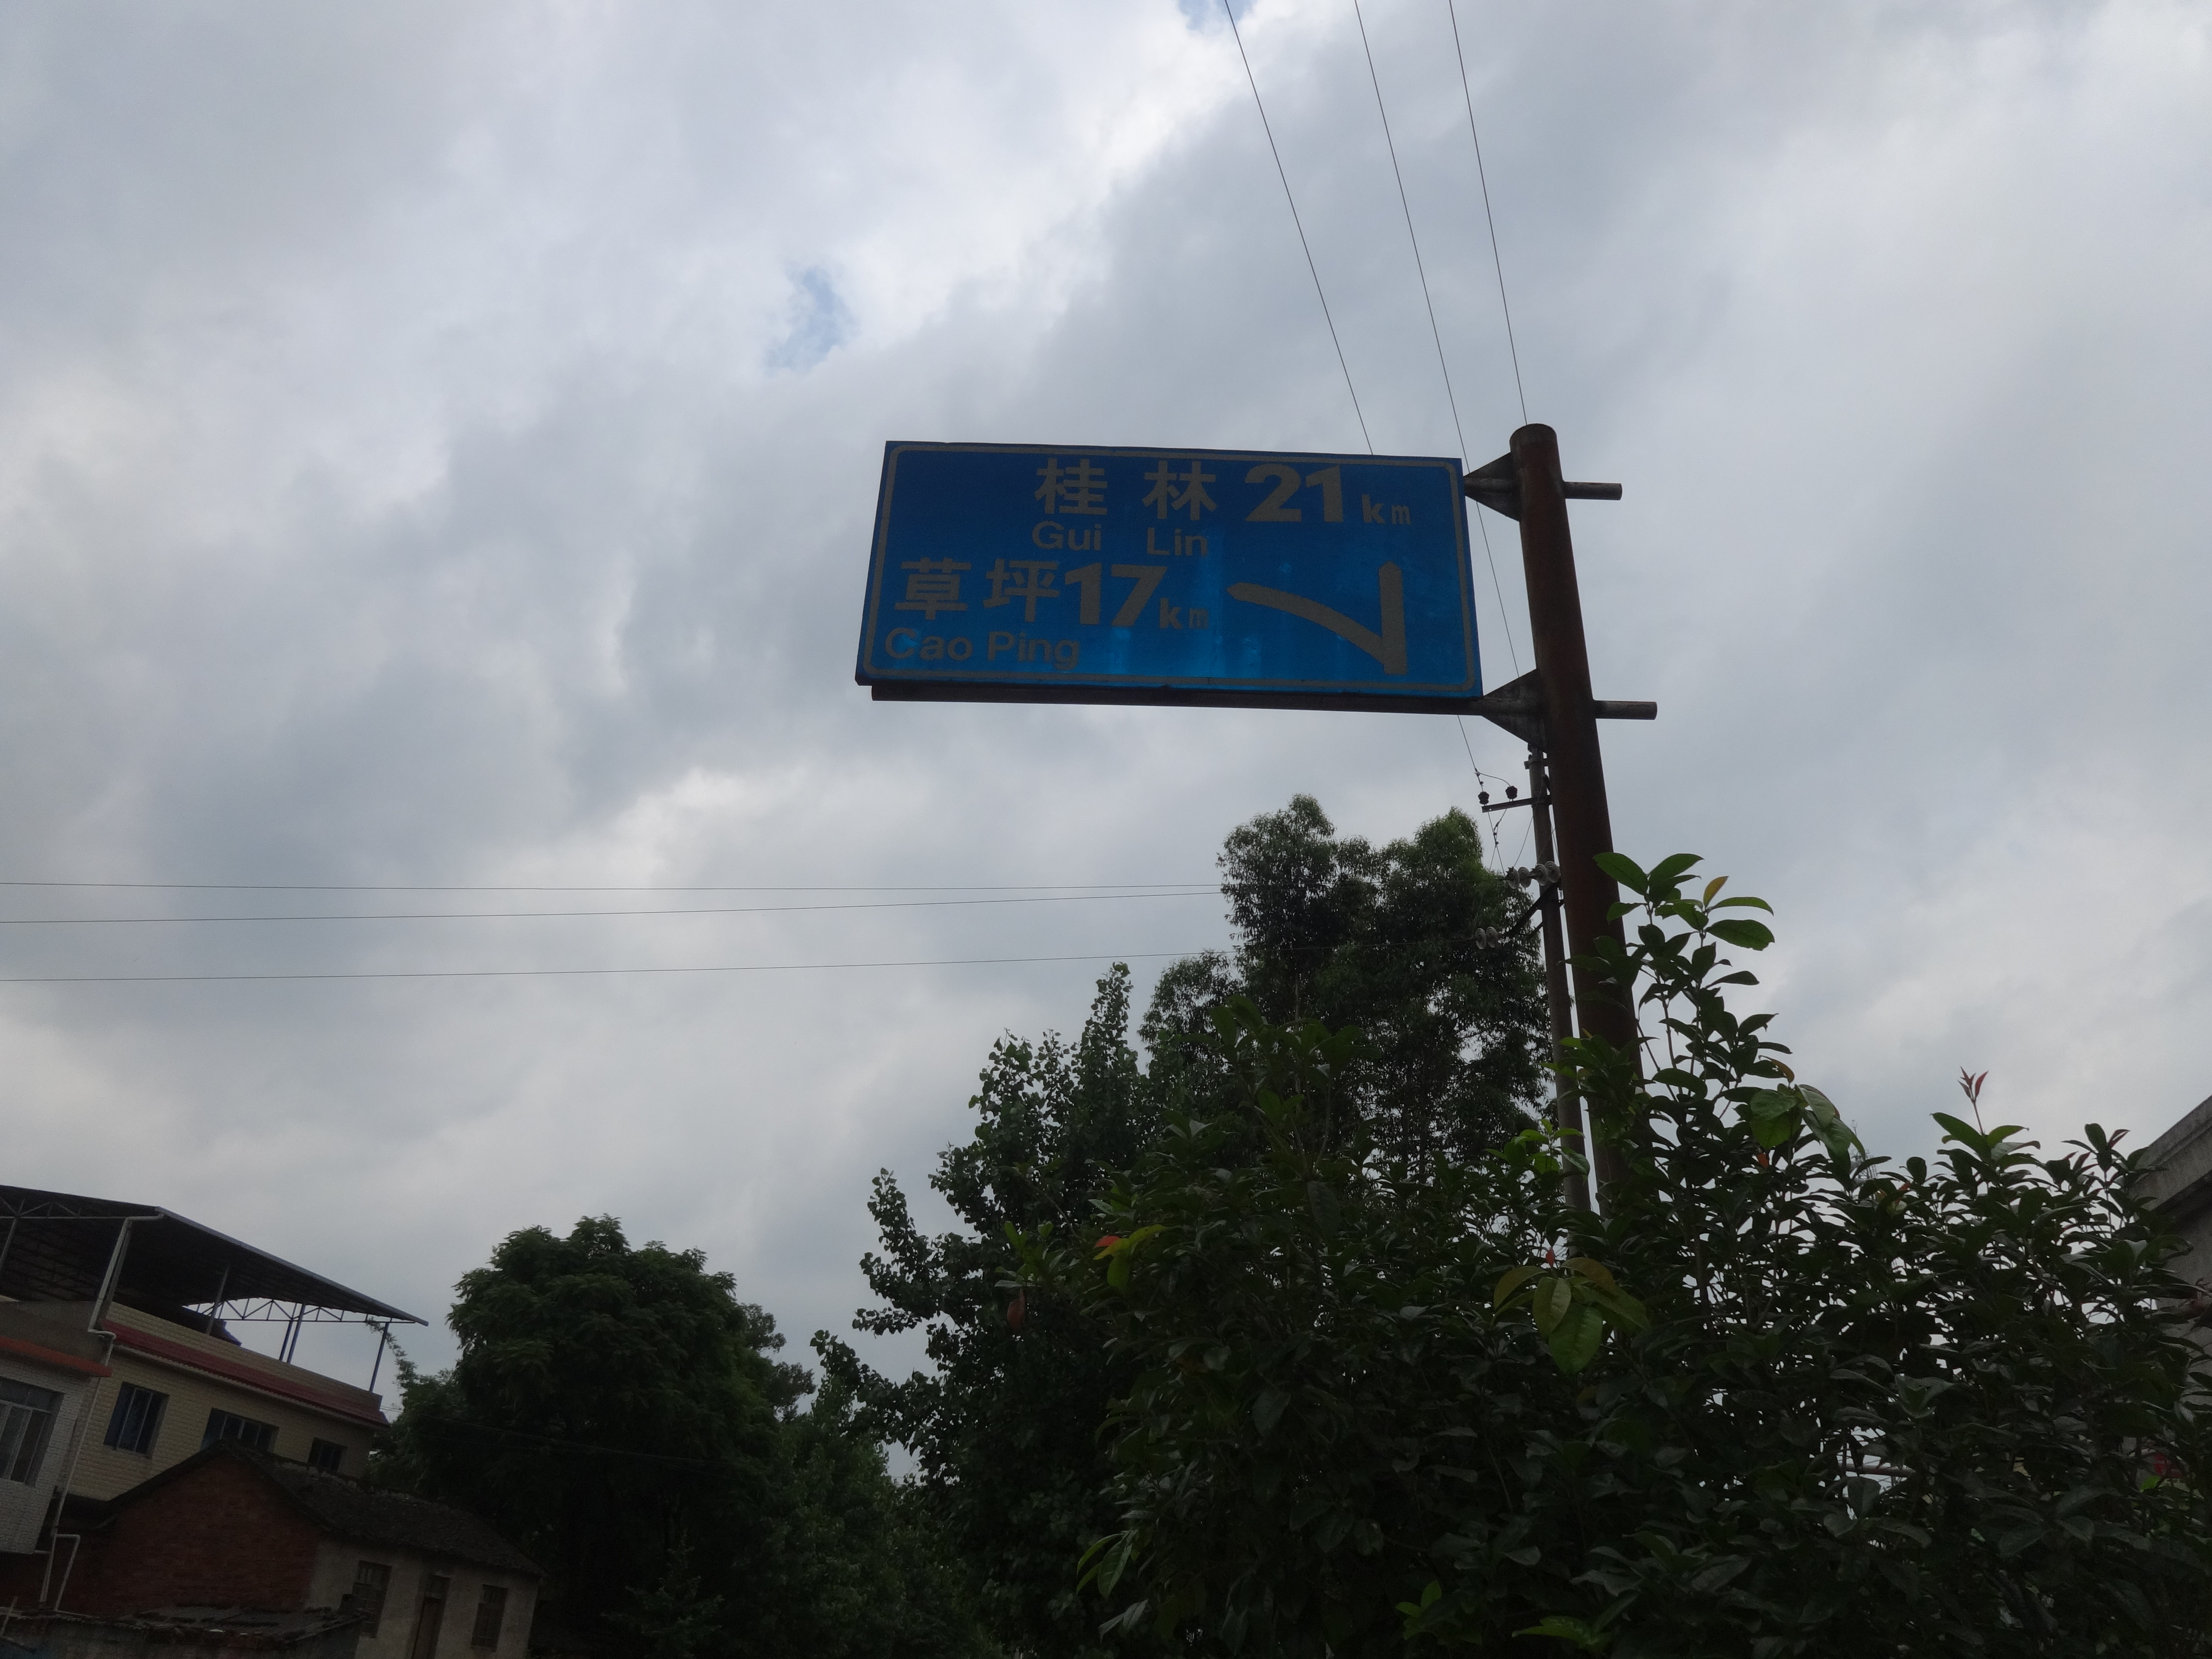 桂林 21km
Gui Lin
草坪17km
Cao Ping